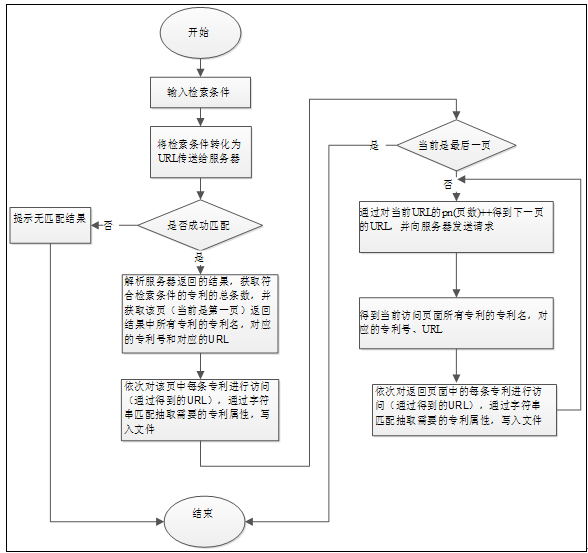 开始
输入检素条件
将检索条件转化为
URL传送给服务器
是否成功匹配
否
提示无匹配结果
是
解析服务器返回的结果，获取符
合检索条件的专利的总条数，并
获取该页（当前是第一页）返回
结果中所有专利的专利名，对应
的专利号和对应的URL
依次对该页中每条专利进行访问
（通过得到的URL），通过字符
串匹配抽取需要的专利属性，写
入文件
当前是最后一页
是
否
通过对当前URL的pn(页数)++得到下一页
的URL，并向服务器发送请求
得到当前访问页面所有专利的专利名，对
应的专利号、URL
依次对返回页面中的每条专利进行访
问（通过得到的URL），通过字符串
匹配抽取需要的专利属性，写入文件
结束